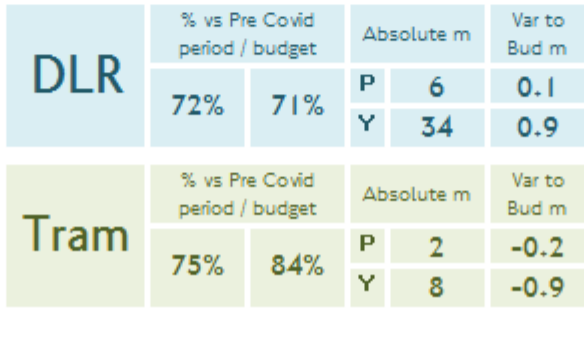 DLR
% vs Pre Covid period / budget
Absolute m
Var to Bud m
72% 71%
P 6 0.1
Y 34 0.9
Tram
% vs Pre Covid period / budget
Absolute m
Var to Bud m
75% 84%
P 2 -0.2
Y 8 -0.9